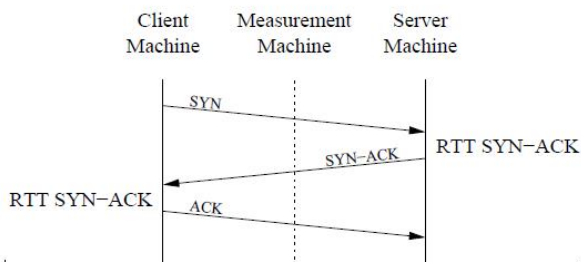 Client Machine
Measurement Machine
Server Machine
SYN
SYN−ACK
RTT SYN−ACK
RTT SYN−ACK
ACK